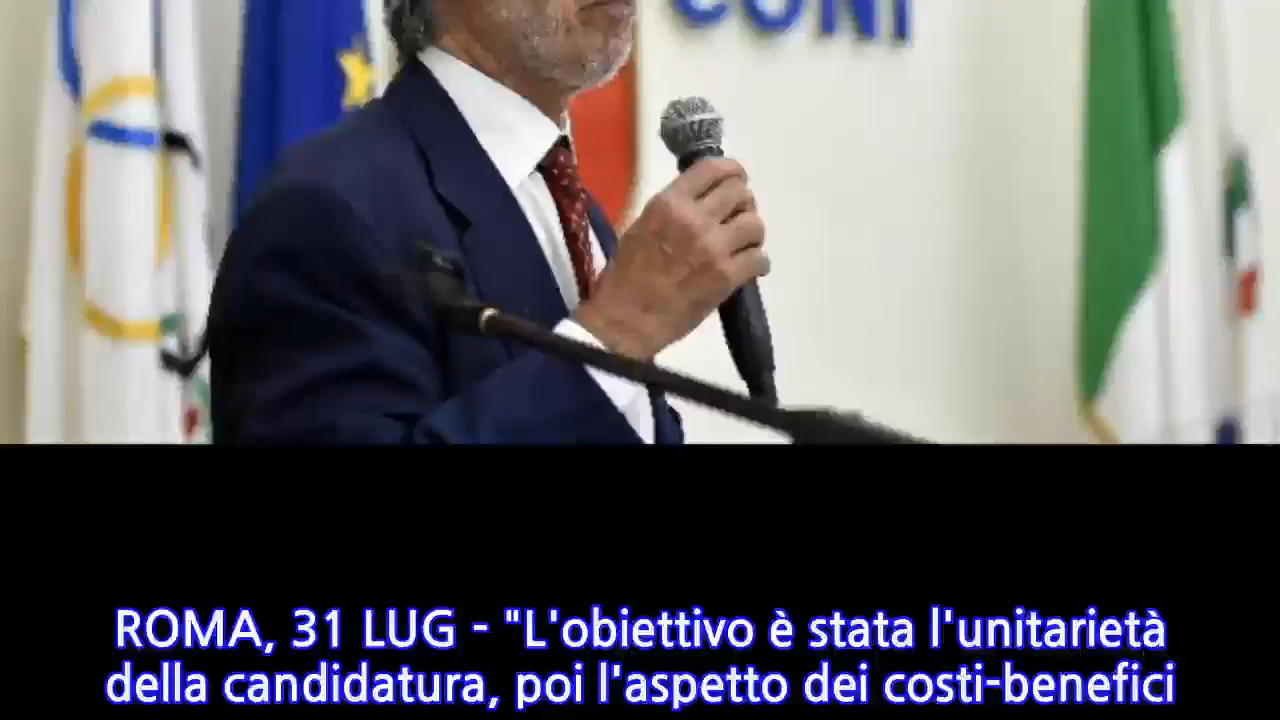 CONI
ROMA, 31 LUG - "L'obiettivo è stata l'unitarietà
della candidatura, poi l'aspetto dei costi-benefici